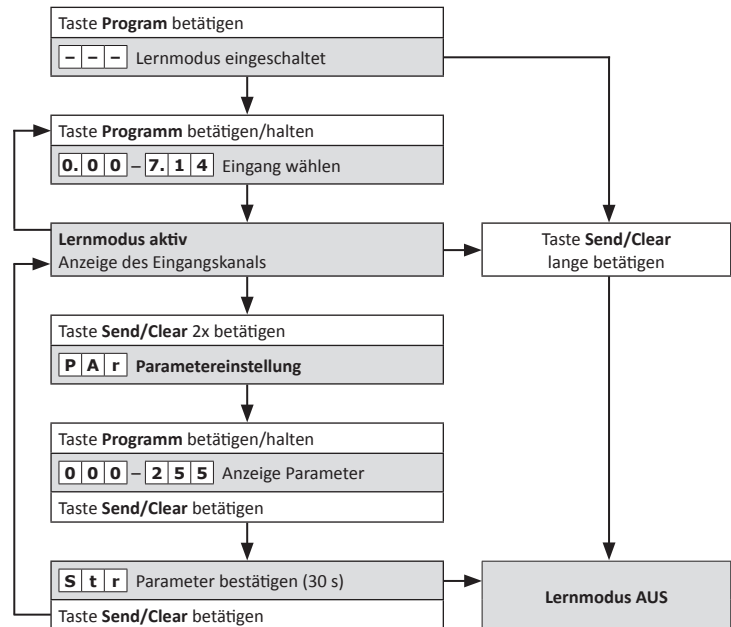 Taste Program betätigen
– – – Lernmodus eingeschaltet
Taste Programm betätigen/halten
0. 0 0 – 7. 1 4 Eingang wählen
Lernmodus aktiv
Anzeige des Eingangskanals
Taste Send/Clear
lange betätigen
Taste Send/Clear 2x betätigen
P A r Parametereinstellung
Taste Programm betätigen/halten
0 0 0 – 2 5 5 Anzeige Parameter
Taste Send/Clear betätigen
S t r Parameter bestätigen (30 s)
Taste Send/Clear betätigen
Lernmodus AUS